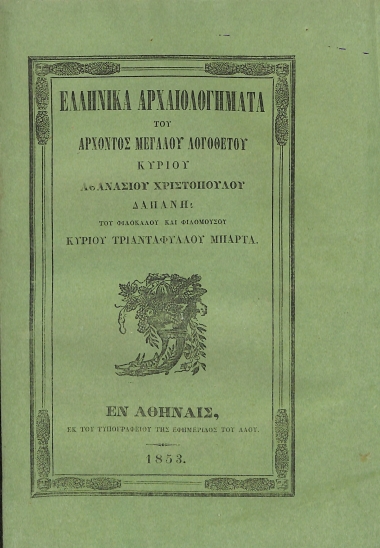 ΕΛΛΗΝΙΚΑ ΑΡΧΑΙΟΛΟΓΗΜΑΤΑ
ΤΟΥ
ΑΡΧΟΝΤΟΣ ΜΕΓΑΛΟΥ ΛΟΓΟΘΕΤΟΥ
ΚΥΡΙΟΥ
ΑΘΑΝΑΣΙΟΥ ΧΡΙΣΤΟΠΟΥΛΟΥ
ΔΑΠΑΝΗ:
ΤΟΥ ΦΙΛΟΚΑΛΟΥ ΚΑΙ ΦΙΛΟΜΟΥΣΟΥ
ΚΥΡΙΟΥ ΤΡΙΑΝΤΑΦΥΛΛΟΥ ΜΠΑΡΤΑ.
ΕΝ ΑΘΗΝΑΙΣ,
ΕΚ ΤΟΥ ΤΥΠΟΓΡΑΦΕΙΟΥ ΤΗΣ ΕΦΗΜΕΡΙΔΟΣ ΤΟΥ ΛΑΟΥ.
1853.